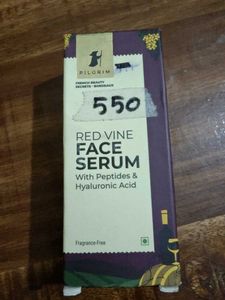 PILGRIM
FRENCH BEAUTY
SECRETS · BORDEAUX
550
RED VINE
FACE
SERUM
With Peptides &
Hyaluronic Acid
Fragrance-Free